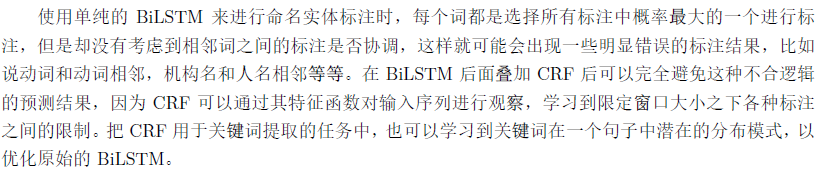 使用单纯的 BiLSTM 来进行命名实体标注时，每个词都是选择所有标注中概率最大的一个进行标
注，但是却没有考虑到相邻词之间的标注是否协调，这样就可能会出现一些明显错误的标注结果，比如
说动词和动词相邻，机构名和人名相邻等等。在 BiLSTM 后面叠加 CRF 后可以完全避免这种不合逻辑
的预测结果，因为 CRF 可以通过其特征函数对输入序列进行观察，学习到限定窗口大小之下各种标注
之间的限制。把 CRF 用于关键词提取的任务中，也可以学习到关键词在一个句子中潜在的分布模式，以
优化原始的 BiLSTM。